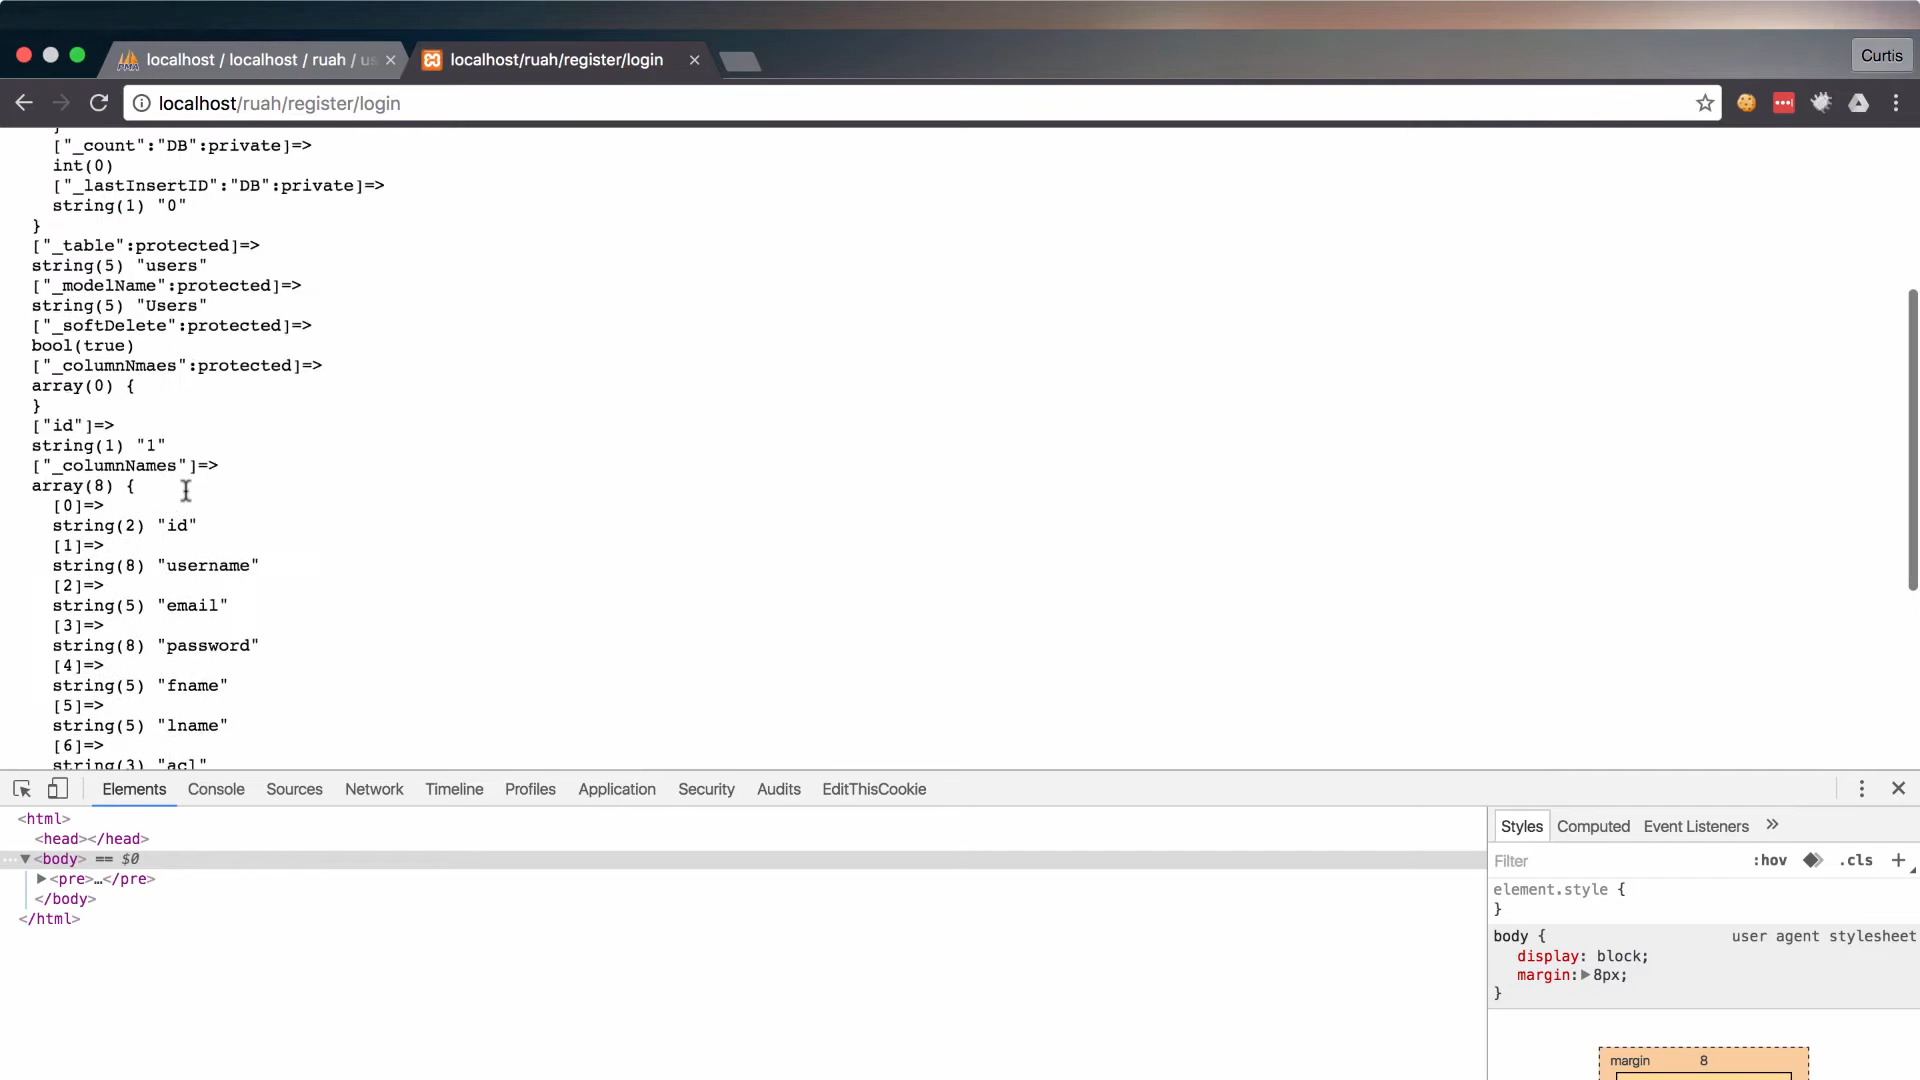 localhost / localhost / ruah / us
localhost/ruah/register/login
Curtis
localhost/ruah/register/login
}
["_count":"DB":private]=>
int(0)
["_lastInsertID":"DB":private]=>
string(1) "0"
}
["_table":protected]=>
string(5) "users"
["_modelName":protected]=>
string(5) "Users"
["_softDelete":protected]=>
bool(true)
["_columnNmaes":protected]=>
array(0) {
}
["id"]=>
string(1) "1"
["_columnNames"]=>
array(8) {
[0]=>
string(2) "id"
[1]=>
string(8) "username"
[2]=>
string(5) "email"
[3]=>
string(8) "password"
[4]=>
string(5) "fname"
[5]=>
string(5) "lname"
[6]=>
string(3) "acl"
Elements Console Sources Network Timeline Profiles Application Security Audits EditThisCookie
<html>
<head></head>
<body> == $0
<pre>…</pre>
</body>
</html>
Styles Computed Event Listeners »
Filter :hov .cls +
element.style {
}
body { user agent stylesheet
display: block;
margin: 8px;
}
margin 8